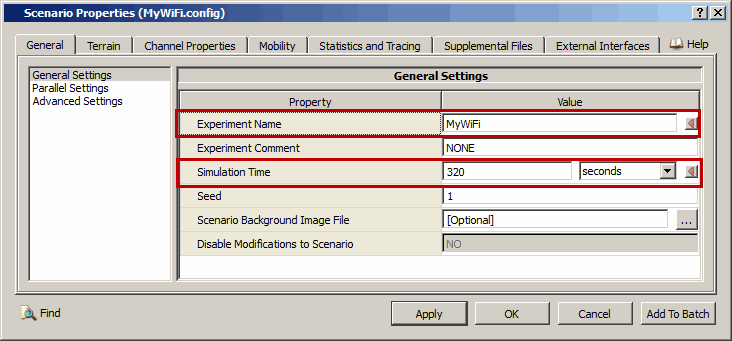 Scenario Properties (MyWiFi.config)
General Terrain Channel Properties Mobility Statistics and Tracing Supplemental Files External Interfaces Help
General Settings
Parallel Settings
Advanced Settings
General Settings
Property Value
Experiment Name MyWiFi
Experiment Comment NONE
Simulation Time 320 seconds
Seed 1
Scenario Background Image File [Optional] ...
Disable Modifications to Scenario NO
Find Apply OK Cancel Add To Batch